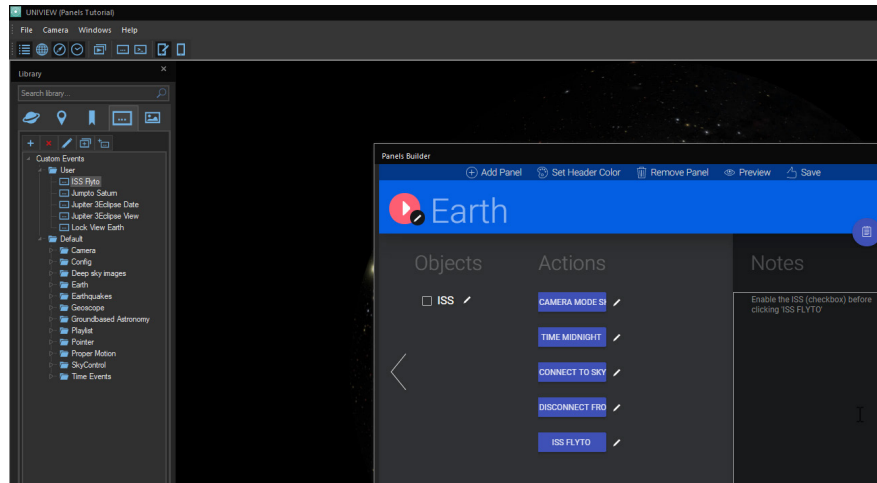 UNIVIEW (Panels Tutorial)
File Camera Windows Help
Library ×
Search library...
+ ×
Custom Events
User
ISS Flyto
Jumpto Saturn
Jupiter 3Eclipse Date
Jupiter 3Eclipse View
Lock View Earth
Default
Camera
Config
Deep sky images
Earth
Earthquakes
Geoscope
Groundbased Astronomy
Playlist
Pointer
Proper Motion
SkyControl
Time Events
Panels Builder
Add Panel Set Header Color Remove Panel Preview Save
Earth
Objects Actions Notes
ISS
CAMERA MODE SH
TIME MIDNIGHT
CONNECT TO SKY
DISCONNECT FRO
ISS FLYTO
Enable the ISS (checkbox) before
clicking 'ISS FLYTO'